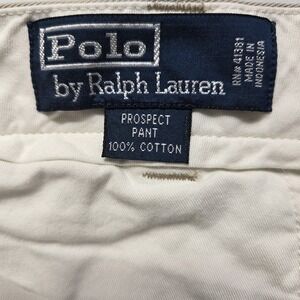 Polo
by Ralph Lauren
RN#41381
MADE IN
INDONESIA
PROSPECT
PANT
100% COTTON